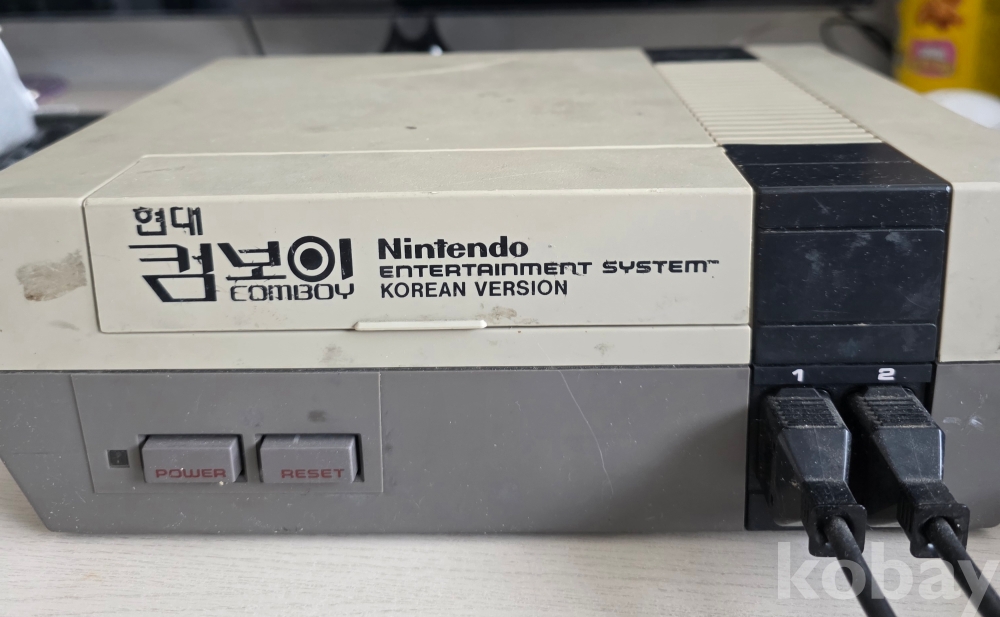 현대
컴보이
COMBOY
Nintendo
ENTERTAINMENT SYSTEM™
KOREAN VERSION
1 2
POWER RESET
kobay